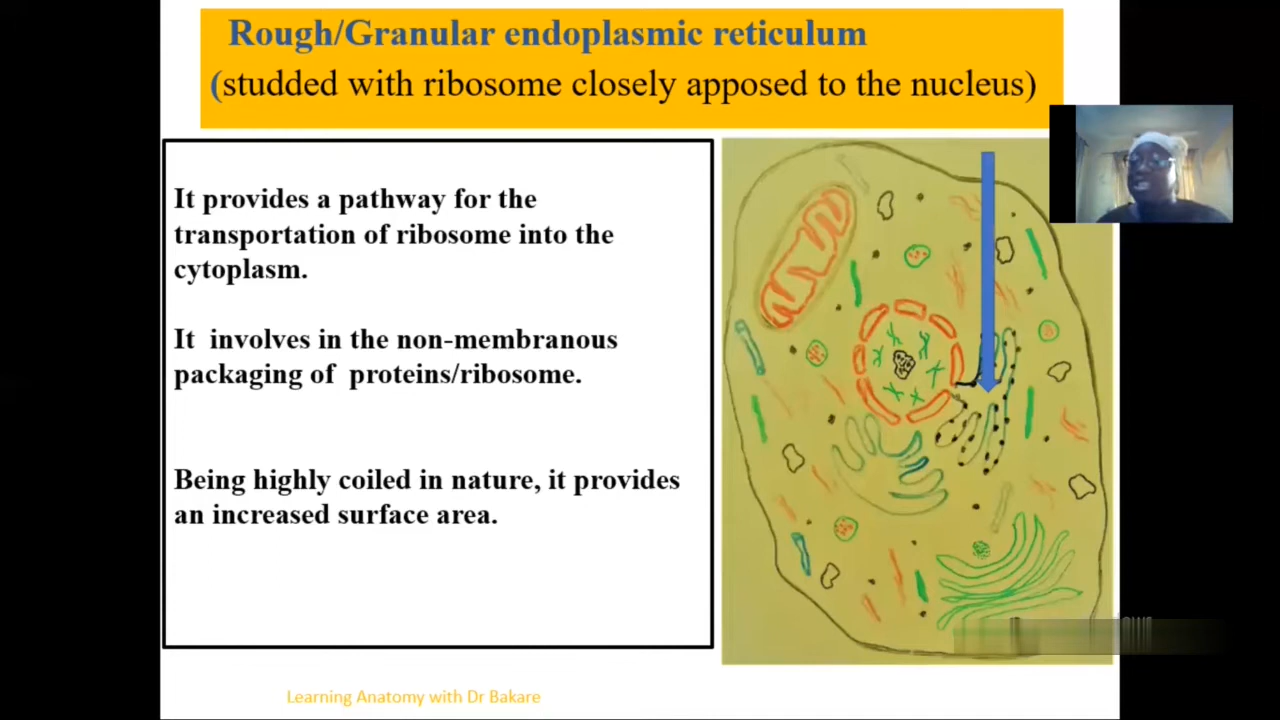 Rough/Granular endoplasmic reticulum
(studded with ribosome closely apposed to the nucleus)
It provides a pathway for the
transportation of ribosome into the
cytoplasm.
It involves in the non-membranous
packaging of proteins/ribosome.
Being highly coiled in nature, it provides
an increased surface area.
Learning Anatomy with Dr Bakare